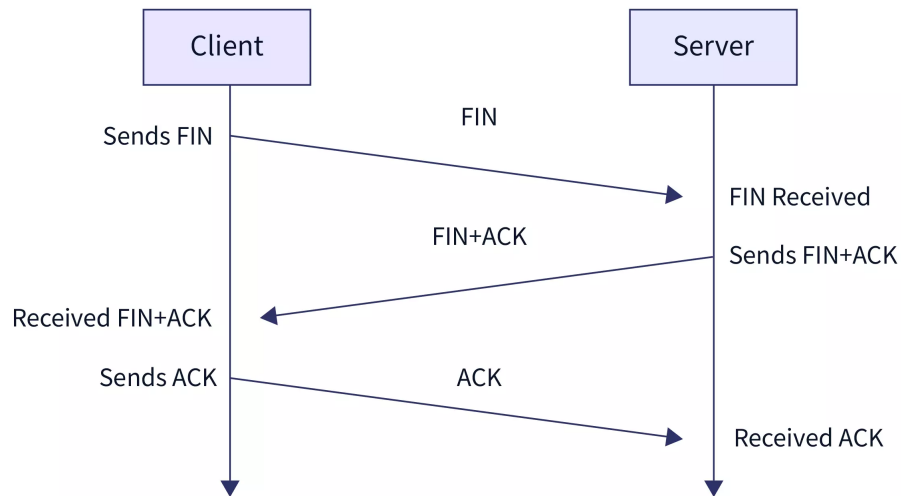 Client
Server
FIN
Sends FIN
FIN Received
FIN+ACK
Sends FIN+ACK
Received FIN+ACK
Sends ACK
ACK
Received ACK